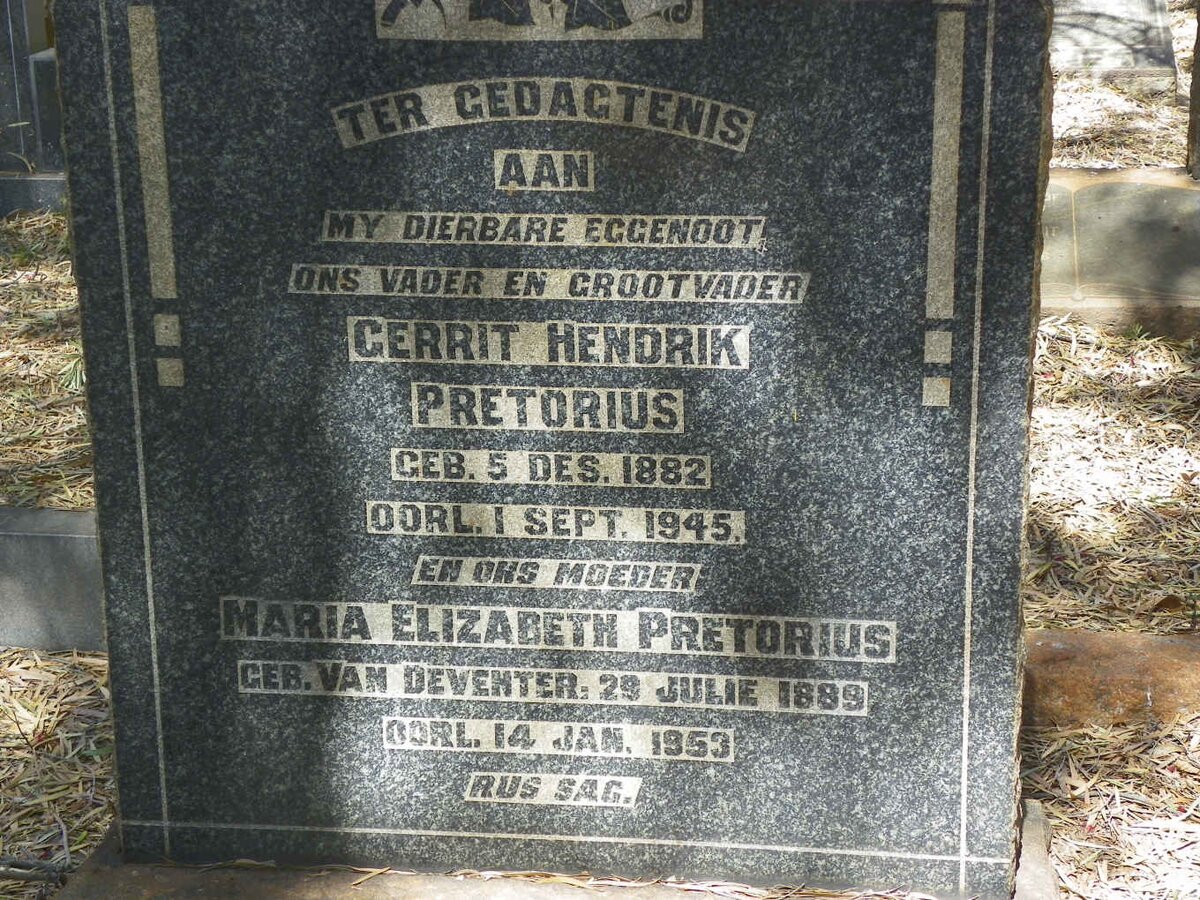 TER GEDAGTENIS
AAN
MY DIERBARE EGGENOOT,
ONS VADER EN GROOTVADER
GERRIT HENDRIK
PRETORIUS
GEB. 5 DES. 1882
OORL. 1 SEPT. 1945.
EN ONS MOEDER
MARIA ELIZABETH PRETORIUS
GEB. VAN DEVENTER. 29 JULIE 1889
OORL. 14 JAN. 1953
RUS SAG.